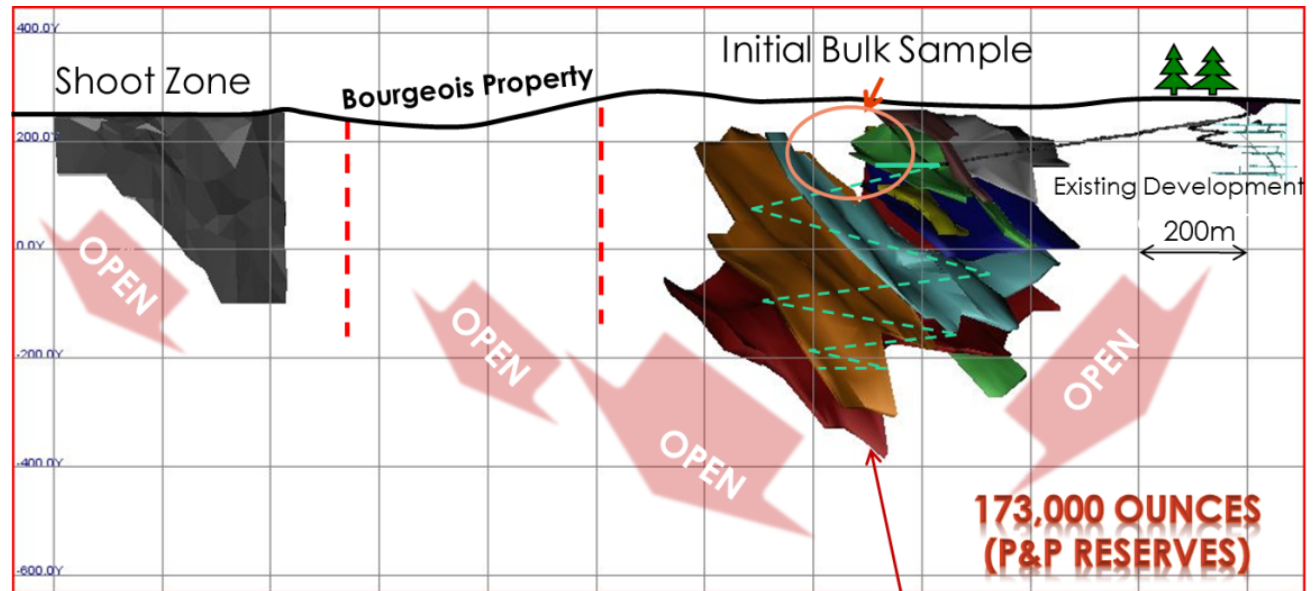 400.0Y
Initial Bulk Sample
Shoot Zone
Bourgeois Property
200.0Y
Existing Development
200m
0.0Y
OPEN
OPEN
OPEN
OPEN
-200.0Y
-400.0Y
173,000 OUNCES
(P&P RESERVES)
-600.0Y